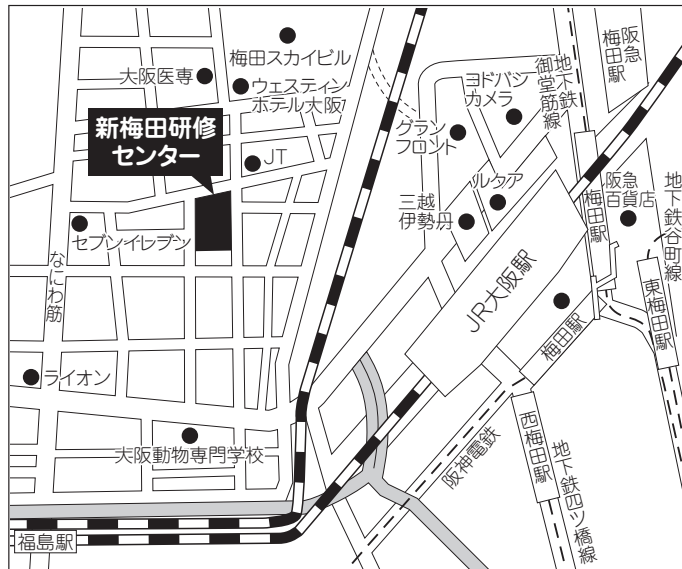 梅田スカイビル
大阪医専
ウェスティン
ホテル大阪
新梅田研修
センター
JT
セブンイレブン
なにわ筋
ライオン
大阪動物専門学校
福島駅
ヨドバシ
カメラ
グラン
フロント
ルクア
三越
伊勢丹
地下鉄
御堂筋線
阪急
梅田駅
梅田駅
阪急
百貨店
地下鉄谷町線
東梅田駅
JR大阪駅
梅田駅
阪神電鉄
西梅田駅
地下鉄四ツ橋線